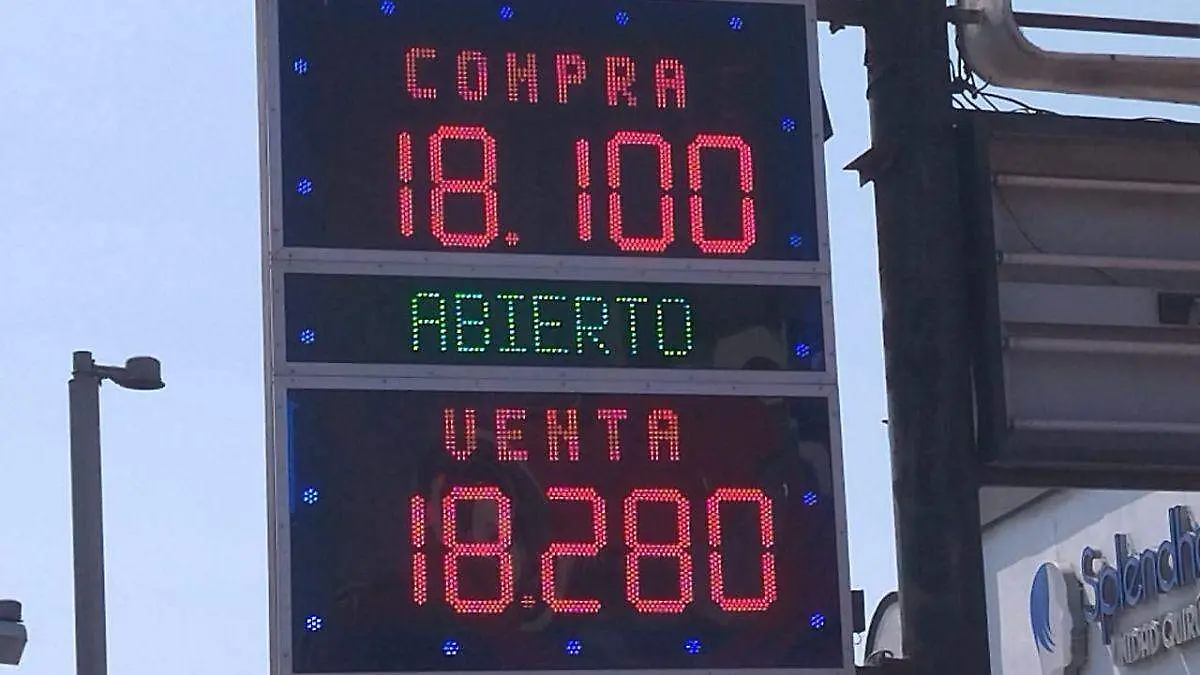 COMPRA
18.100
ABIERTO
VENTA
18.280